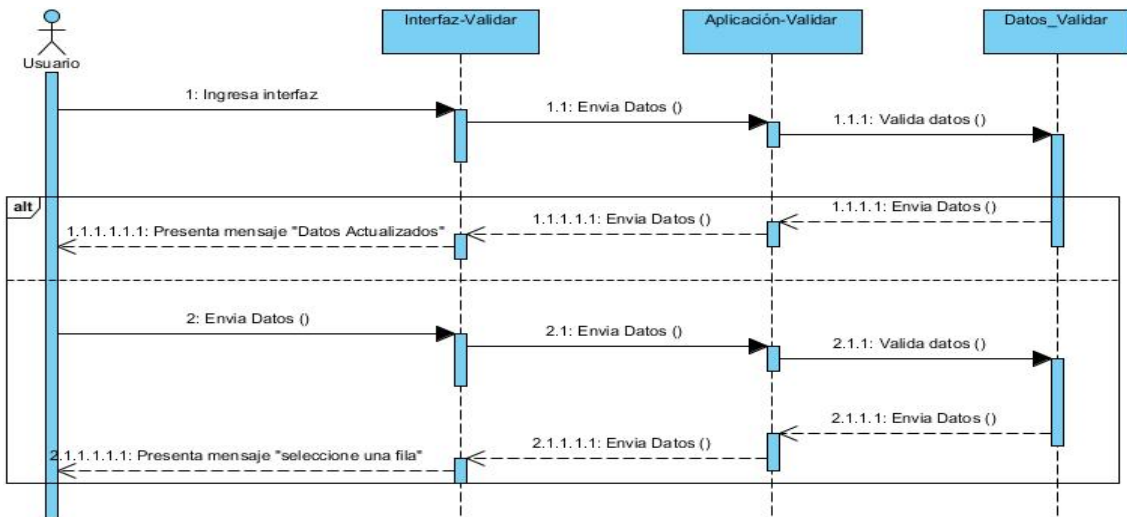 Interfaz-Validar
Aplicación-Validar
Datos_Validar
Usuario
1: Ingresa interfaz
1.1: Envia Datos ()
1.1.1: Valida datos ()
alt
1.1.1.1: Envia Datos ()
1.1.1.1.1: Envia Datos ()
1.1.1.1.1.1: Presenta mensaje "Datos Actualizados"
2: Envia Datos ()
2.1: Envia Datos ()
2.1.1: Valida datos ()
2.1.1.1: Envia Datos ()
2.1.1.1.1: Envia Datos ()
2.1.1.1.1.1: Presenta mensaje "seleccione una fila"